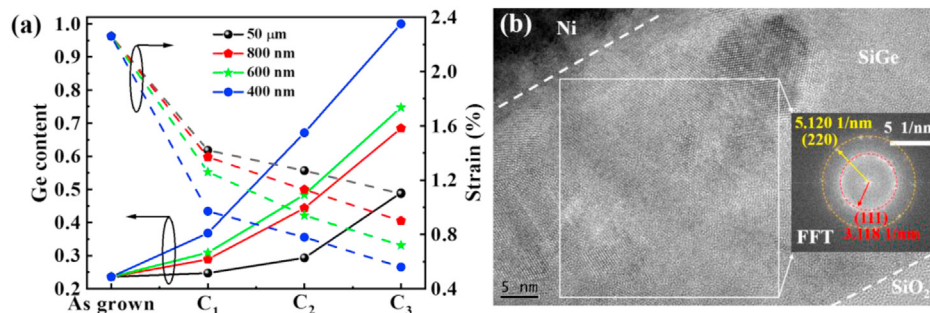 (a)
1.0
0.9
0.8
0.7
0.6
0.5
0.4
0.3
0.2
Ge content
50 μm
800 nm
600 nm
400 nm
2.4
2.0
1.6
1.2
0.8
0.4
Strain (%)
As grown
C₁
C₂
C₃
(b)
Ni
SiGe
5.120 1/nm
(220)
5 1/nm
(111)
3.118 1/nm
FFT
5 nm
SiO₂